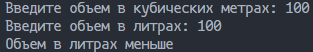 Введите объем в кубических метрах: 100
Введите объем в литрах: 100
Объем в литрах меньше